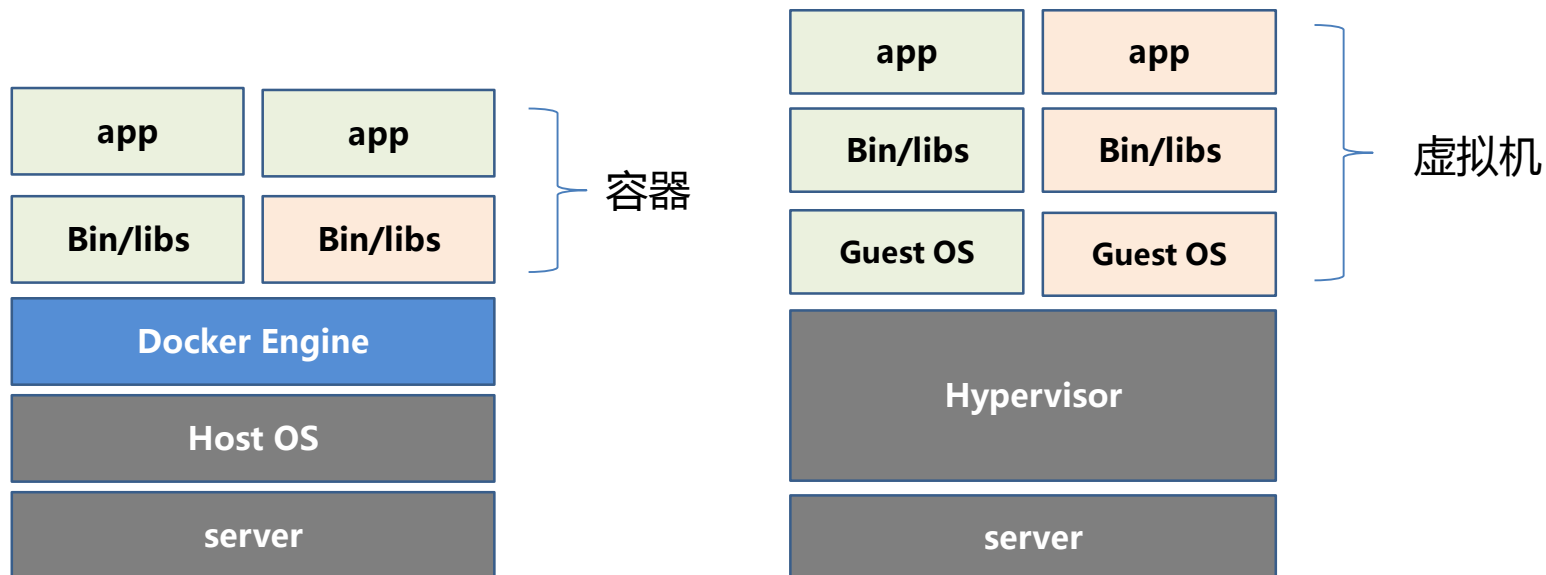 app
app
Bin/libs
Bin/libs
容器
Docker Engine
Host OS
server
app
app
Bin/libs
Bin/libs
Guest OS
Guest OS
虚拟机
Hypervisor
server